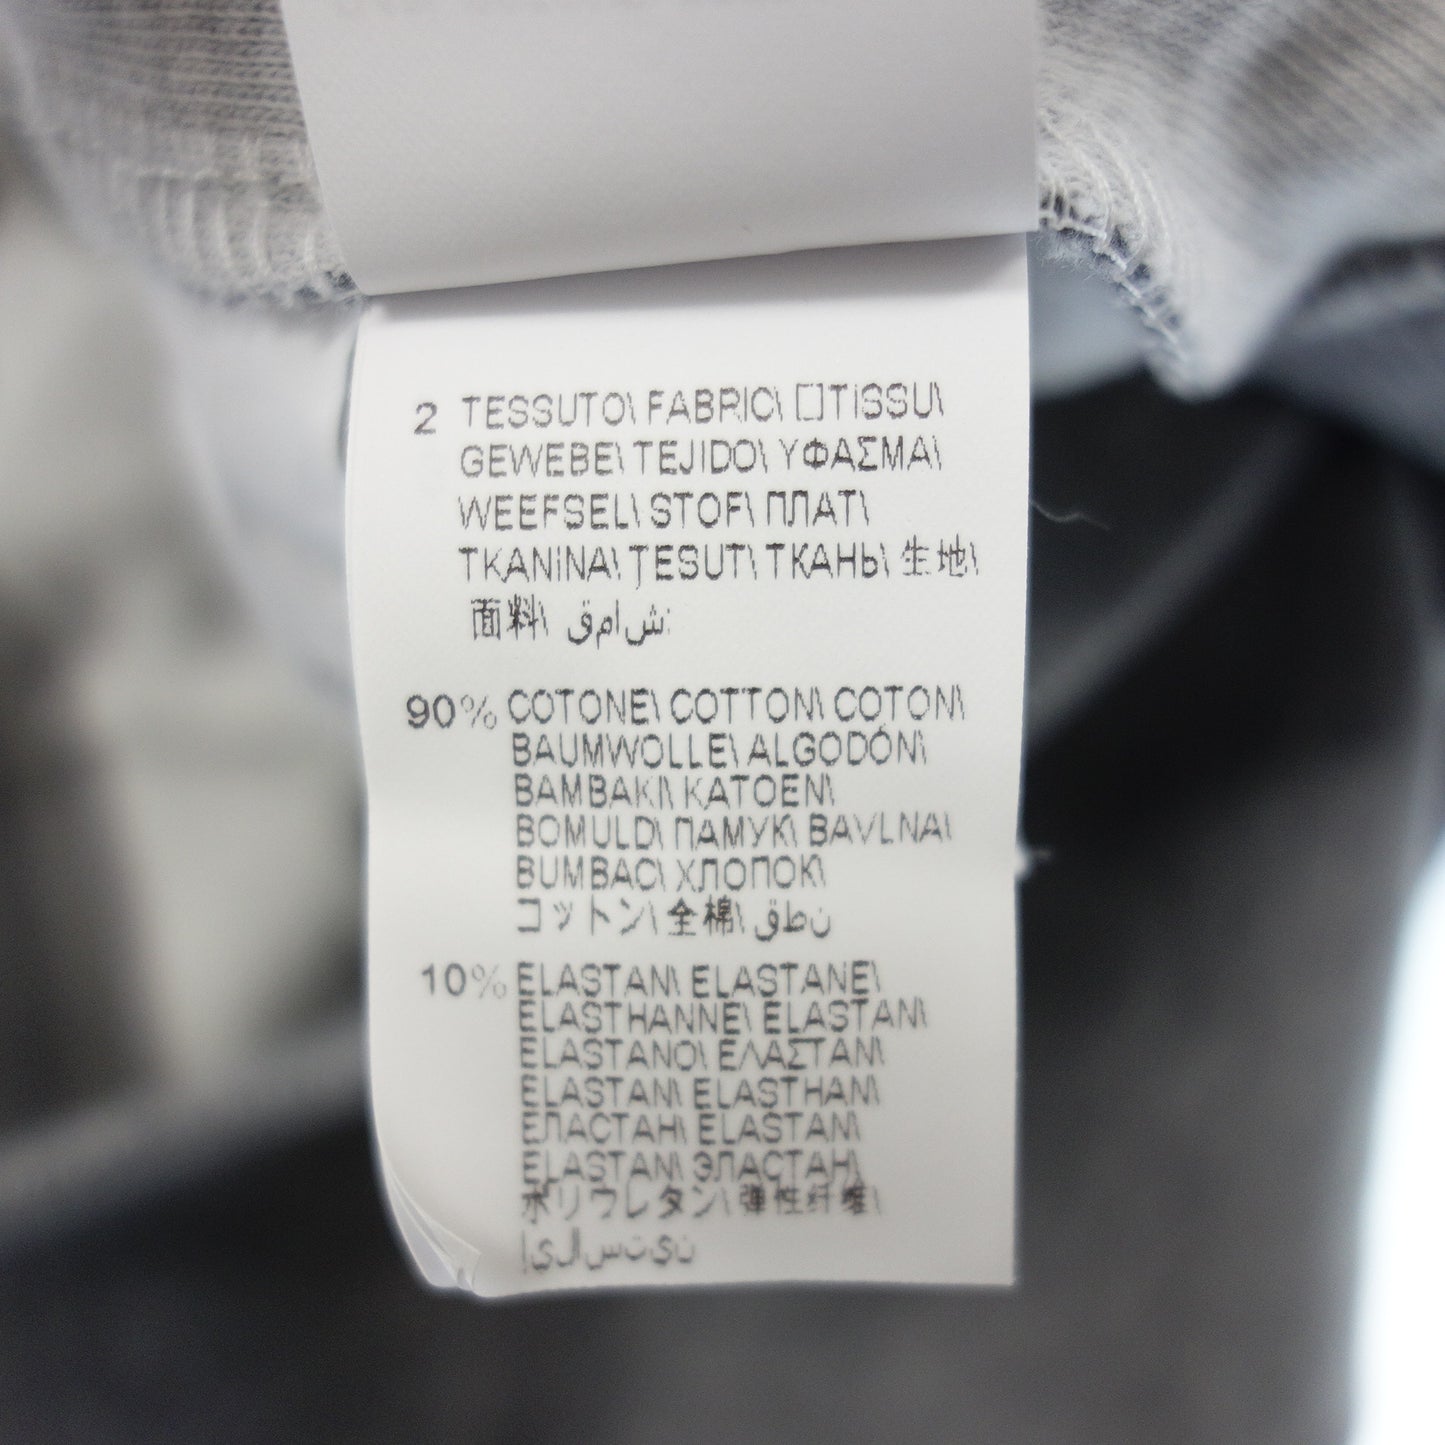 2 TESSUTO\ FABRIC\ □TISSU\
GEWEBE\ TEJIDO\ ΥΦΑΣΜΑ\
WEEFSEL\ STOF\ ПЛАТ\
TKANINA\ ŢESUT\ ТКАНЬ\ 生地\
面料\ ق‌م‌ا‌ش:
90% COTONE\ COTTON\ COTON\
BAUMWOLLE\ ALGODÓN\
BAMBAKI\ KATOEN\
BOMULD\ ПАМУК\ BAVLNA\
BUMBAC\ ХЛОПОК\
コットン\ 全棉\ ق‌ط‌ن
10% ELASTAN\ ELASTANE\
ELASTHANNE\ ELASTAN\
ELASTANO\ ΕΛΑΣΤΑΝ\
ELASTAN\ ELASTHAN\
ЕЛАСТАН\ ELASTAN\
ELASTAN\ ЭЛАСТАН\
ポリウレタン\ 弹性纤维\
إ‌ی‌ل‌ا‌س‌ت‌ی‌ن